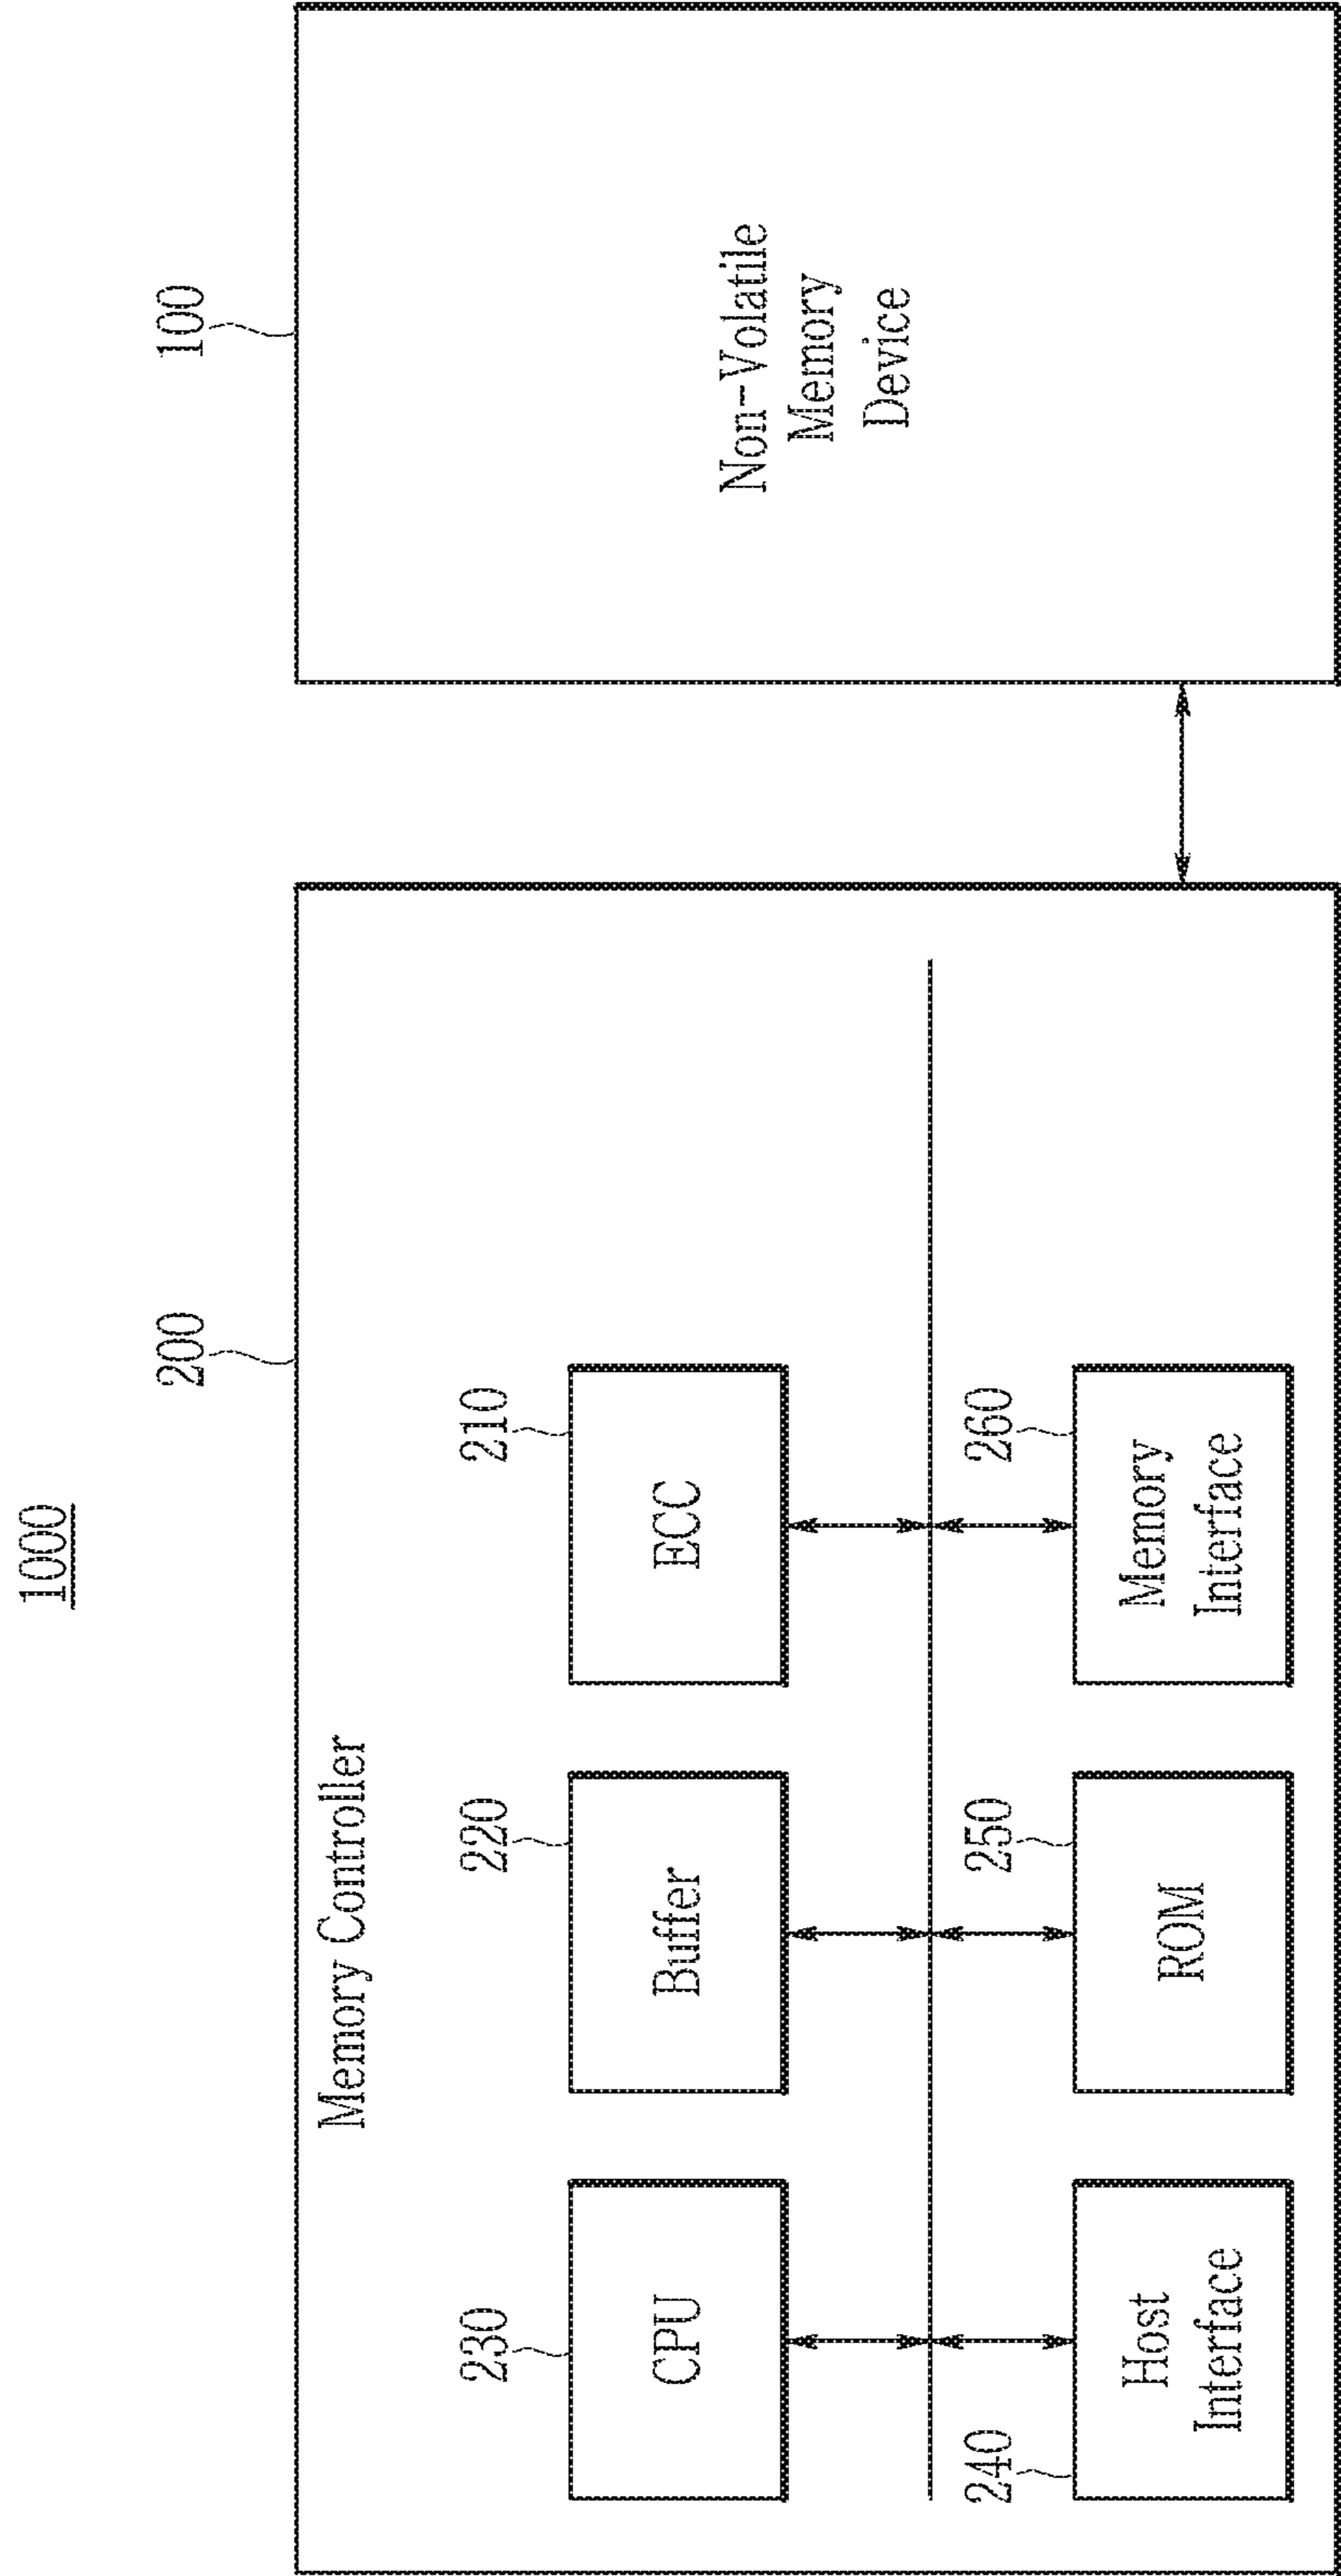 1000
200
100
Memory Controller
230
220
210
CPU
Buffer
ECC
240
250
260
Host
Interface
ROM
Memory
Interface
Non-Volatile
Memory
Device